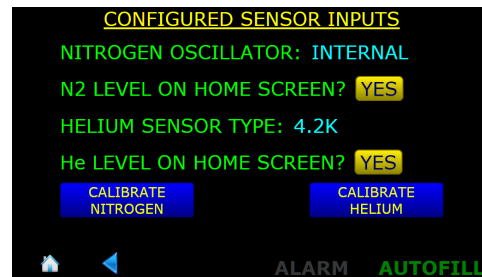 CONFIGURED SENSOR INPUTS
NITROGEN OSCILLATOR: INTERNAL
N2 LEVEL ON HOME SCREEN? YES
HELIUM SENSOR TYPE: 4.2K
He LEVEL ON HOME SCREEN? YES
CALIBRATE
NITROGEN
CALIBRATE
HELIUM
ALARM AUTOFILL